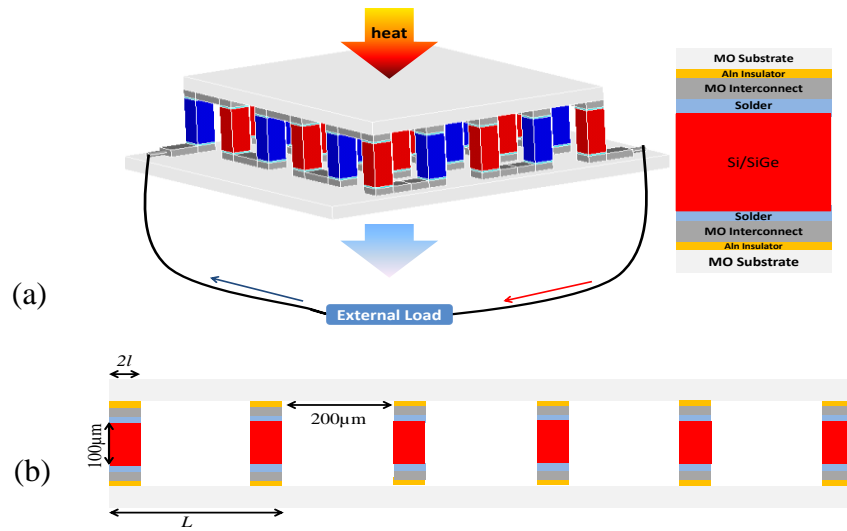 heat
MO Substrate
Aln Insulator
MO Interconnect
Solder
Si/SiGe
Solder
MO Interconnect
Aln Insulator
MO Substrate
External Load
(a)
2l
200μm
100μm
(b)
L